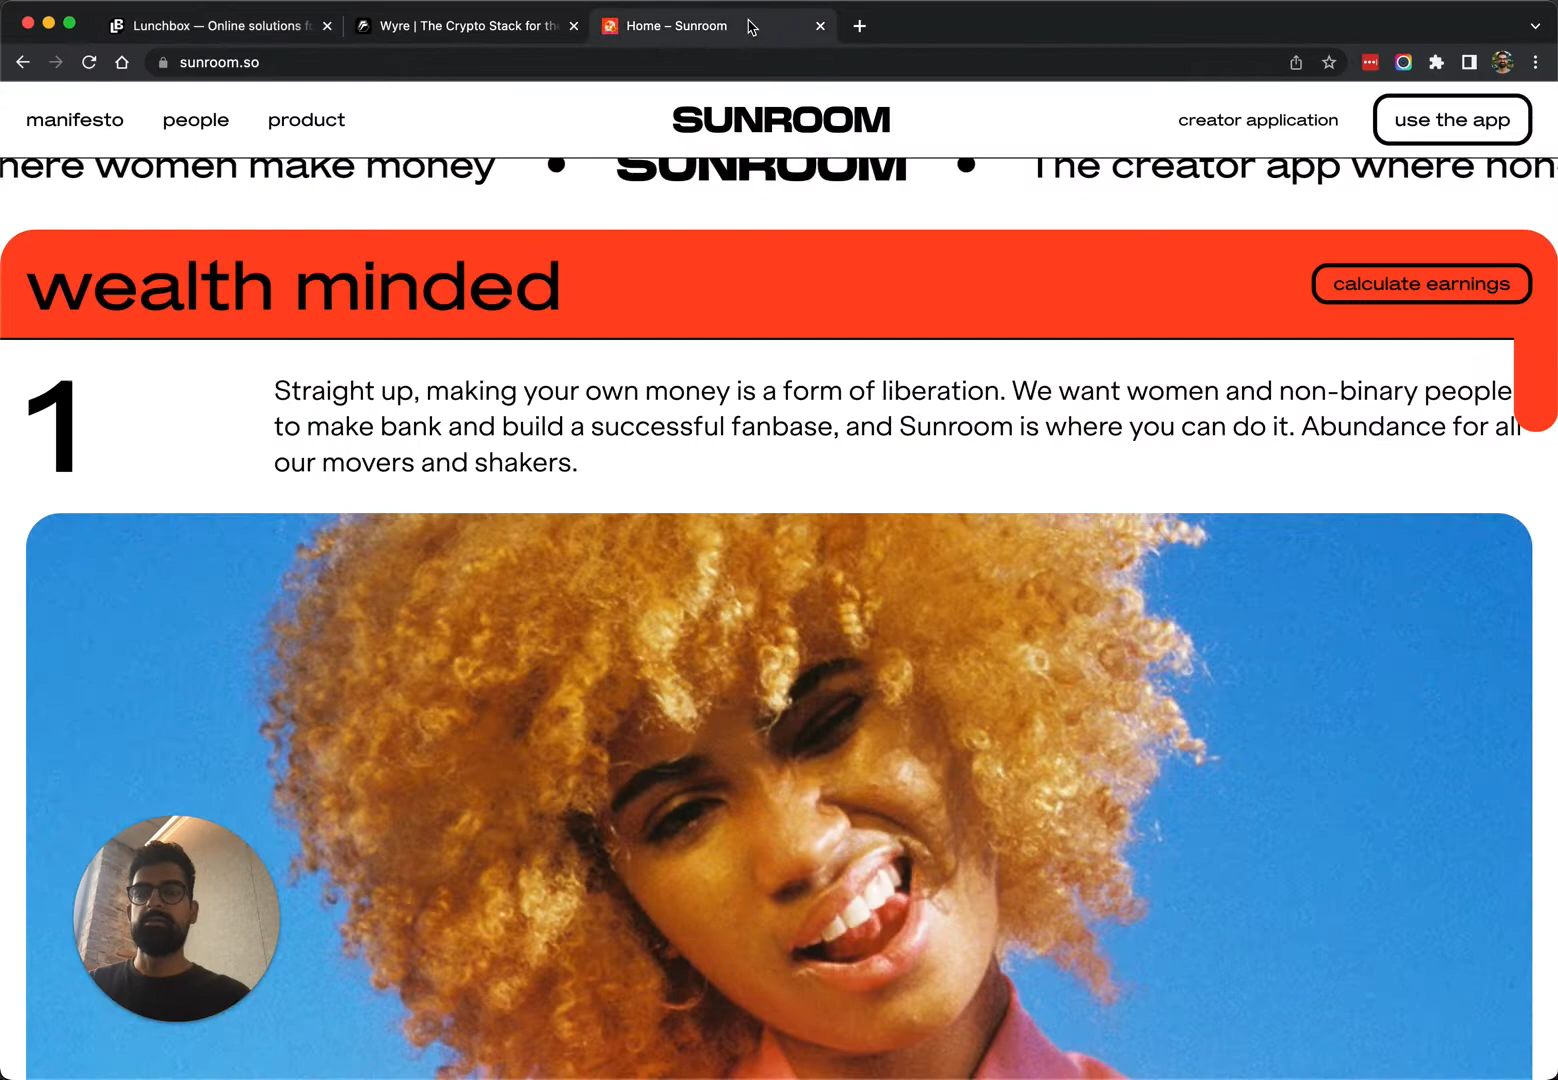 Lunchbox — Online solutions f
Wyre | The Crypto Stack for th
Home – Sunroom
sunroom.so
manifesto people product SUNROOM creator application use the app
here women make money • SUNROOM • The creator app where non-
wealth minded
calculate earnings
1
Straight up, making your own money is a form of liberation. We want women and non-binary people
to make bank and build a successful fanbase, and Sunroom is where you can do it. Abundance for all
our movers and shakers.